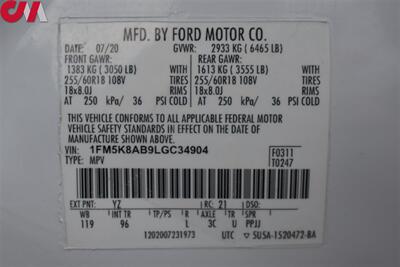 MFD. BY FORD MOTOR CO.
DATE: 07/20 GVWR: 2933 KG ( 6465 LB)
FRONT GAWR: REAR GAWR:
1383 KG ( 3050 LB) WITH 1613 KG ( 3555 LB) WITH
255/60R18 108V TIRES 255/60R18 108V TIRES
18x8.0J RIMS 18x8.0J RIMS
AT 250 kPa/ 36 PSI COLD AT 250 kPa/ 36 PSI COLD
THIS VEHICLE CONFORMS TO ALL APPLICABLE FEDERAL MOTOR
VEHICLE SAFETY STANDARDS IN EFFECT ON THE DATE OF
MANUFACTURE SHOWN ABOVE.
VIN: 1FM5K8AB9LGC34904 F0311
TYPE: MPV T0247
EXT PNT: YZ RC: 21 DSO:
WB INT TR TP/PS R AXLE TR SPR
119 96 L 3C U PPJJ
1202007231973 UTC SU5A-1520472-BA